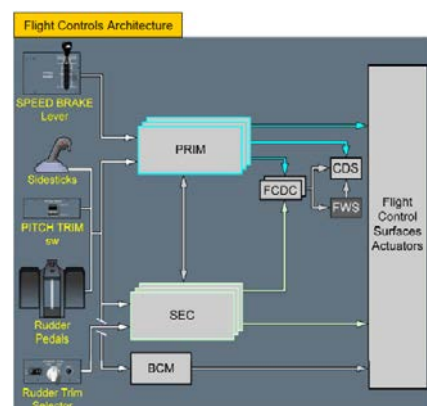 Flight Controls Architecture
SPEED BRAKE
Lever
PRIM
Sidesticks
FCDC
CDS
FWS
PITCH TRIM
sw
Flight
Control
Surfaces
Actuators
Rudder
Pedals
SEC
BCM
Rudder Trim
Selector